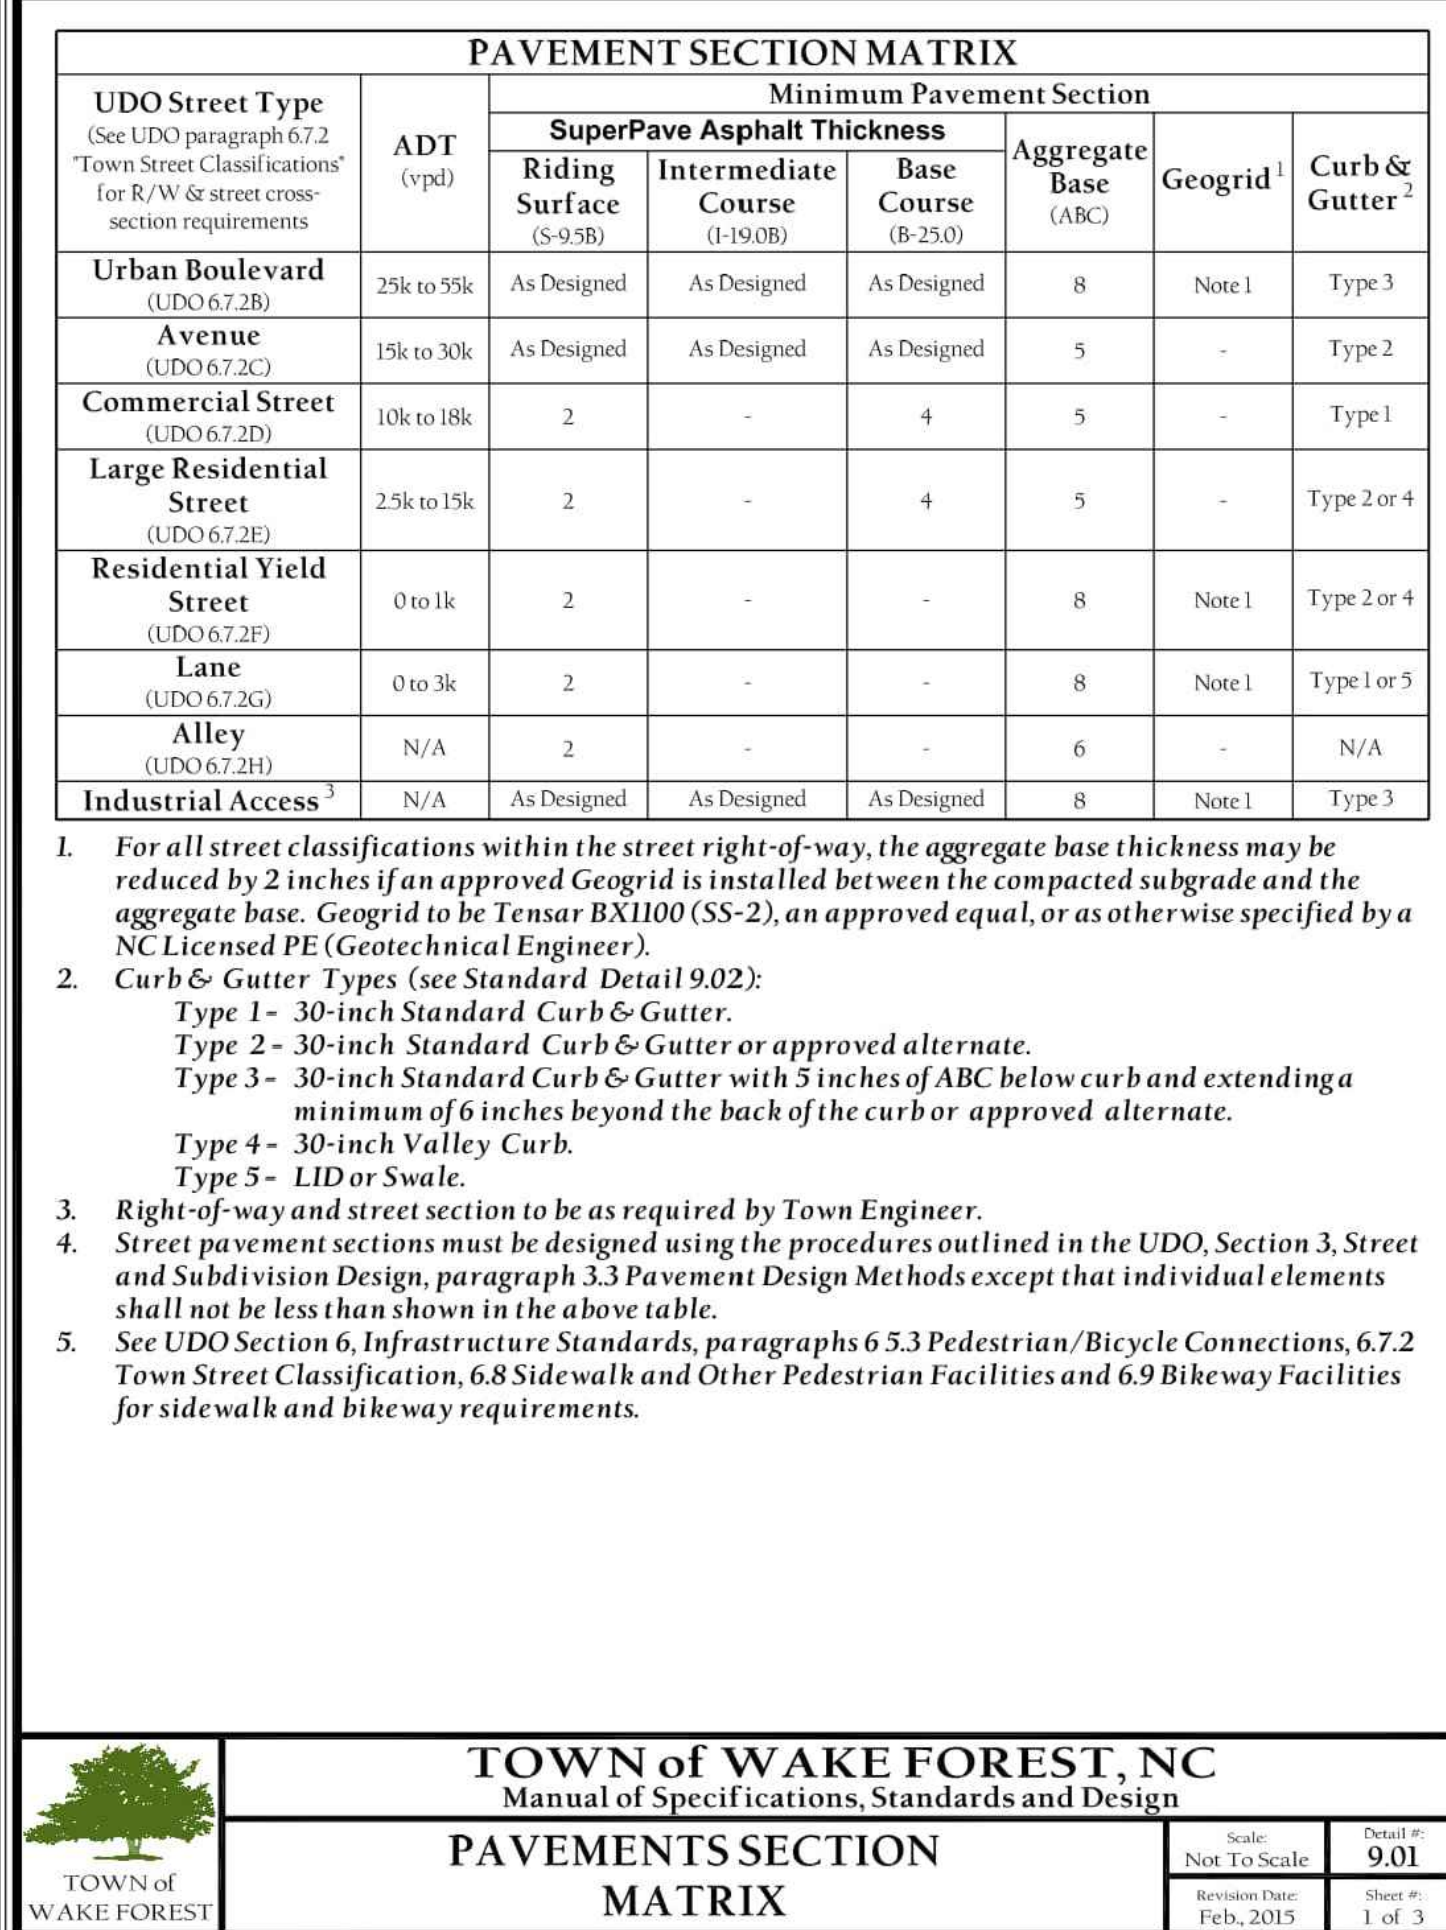 PAVEMENT SECTION MATRIX
UDO Street Type
(See UDO paragraph 6.7.2
"Town Street Classifications"
for R/W & street cross-
section requirements
ADT
(vpd)
Minimum Pavement Section
SuperPave Asphalt Thickness
Riding
Surface
(S-9.5B)
Intermediate
Course
(I-19.0B)
Base
Course
(B-25.0)
Aggregate
Base
(ABC)
Geogrid 1
Curb &
Gutter 2
Urban Boulevard
(UDO 6.7.2B)
25k to 55k As Designed As Designed As Designed 8 Note 1 Type 3
Avenue
(UDO 6.7.2C)
15k to 30k As Designed As Designed As Designed 5 - Type 2
Commercial Street
(UDO 6.7.2D)
10k to 18k 2 - 4 5 - Type 1
Large Residential
Street
(UDO 6.7.2E)
2.5k to 15k 2 - 4 5 - Type 2 or 4
Residential Yield
Street
(UDO 6.7.2F)
0 to 1k 2 - - 8 Note 1 Type 2 or 4
Lane
(UDO 6.7.2G)
0 to 3k 2 - - 8 Note 1 Type 1 or 5
Alley
(UDO 6.7.2H)
N/A 2 - - 6 - N/A
Industrial Access 3 N/A As Designed As Designed As Designed 8 Note 1 Type 3
1. For all street classifications within the street right-of-way, the aggregate base thickness may be
reduced by 2 inches if an approved Geogrid is installed between the compacted subgrade and the
aggregate base. Geogrid to be Tensar BX1100 (SS-2), an approved equal, or as otherwise specified by a
NC Licensed PE (Geotechnical Engineer).
2. Curb & Gutter Types (see Standard Detail 9.02):
Type 1 - 30-inch Standard Curb & Gutter.
Type 2 - 30-inch Standard Curb & Gutter or approved alternate.
Type 3 - 30-inch Standard Curb & Gutter with 5 inches of ABC below curb and extending a
minimum of 6 inches beyond the back of the curb or approved alternate.
Type 4 - 30-inch Valley Curb.
Type 5 - LID or Swale.
3. Right-of-way and street section to be as required by Town Engineer.
4. Street pavement sections must be designed using the procedures outlined in the UDO, Section 3, Street
and Subdivision Design, paragraph 3.3 Pavement Design Methods except that individual elements
shall not be less than shown in the above table.
5. See UDO Section 6, Infrastructure Standards, paragraphs 6 5.3 Pedestrian/Bicycle Connections, 6.7.2
Town Street Classification, 6.8 Sidewalk and Other Pedestrian Facilities and 6.9 Bikeway Facilities
for sidewalk and bikeway requirements.
TOWN of WAKE FOREST, NC
Manual of Specifications, Standards and Design
TOWN of
WAKE FOREST
PAVEMENTS SECTION
MATRIX
Scale:
Not To Scale
Detail #:
9.01
Revision Date:
Feb., 2015
Sheet #:
1 of 3